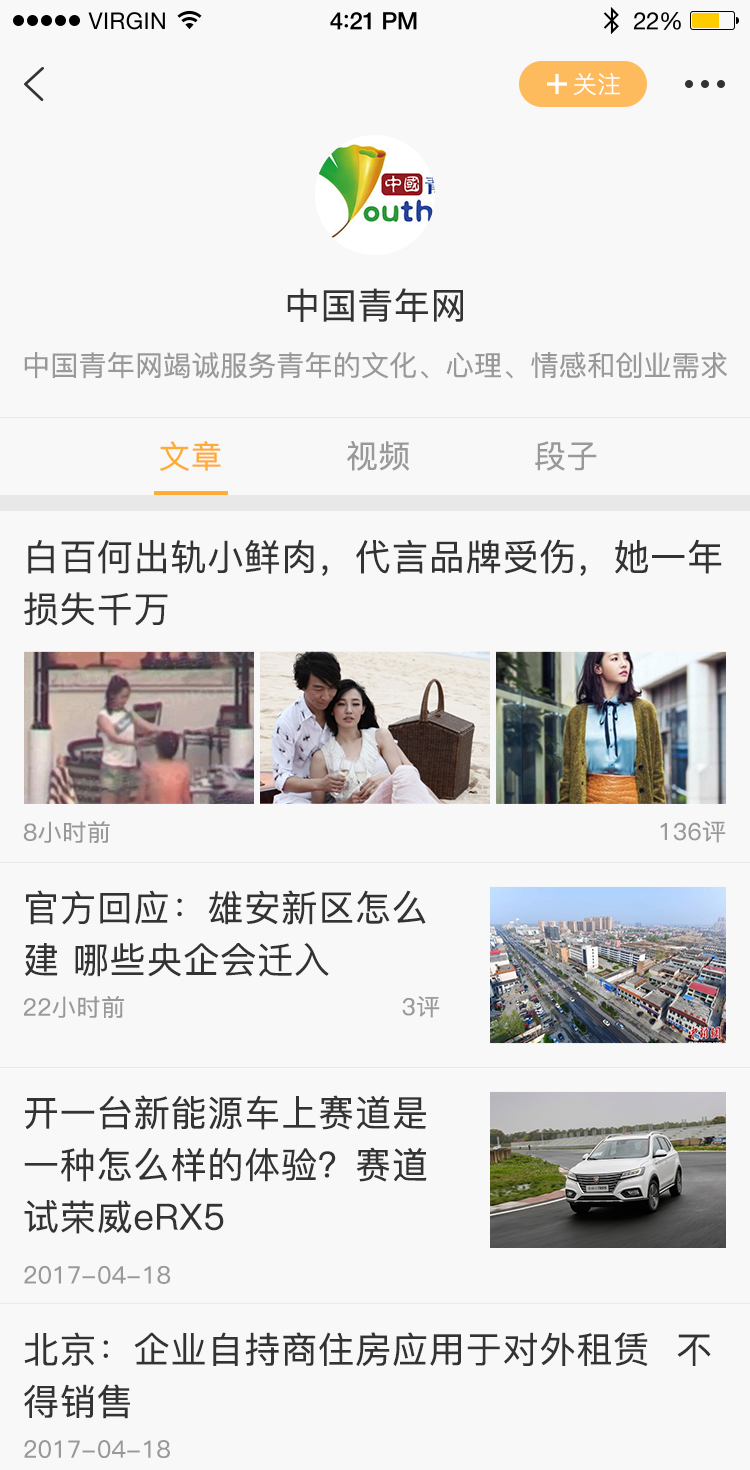 VIRGIN 4:21 PM 22%
+关注
中國
outh
中国青年网
中国青年网竭诚服务青年的文化、心理、情感和创业需求
文章 视频 段子
白百何出轨小鲜肉，代言品牌受伤，她一年
损失千万
8小时前 136评
官方回应：雄安新区怎么
建 哪些央企会迁入
22小时前 3评
开一台新能源车上赛道是
一种怎么样的体验？赛道
试荣威eRX5
2017-04-18
北京：企业自持商住房应用于对外租赁 不
得销售
2017-04-18